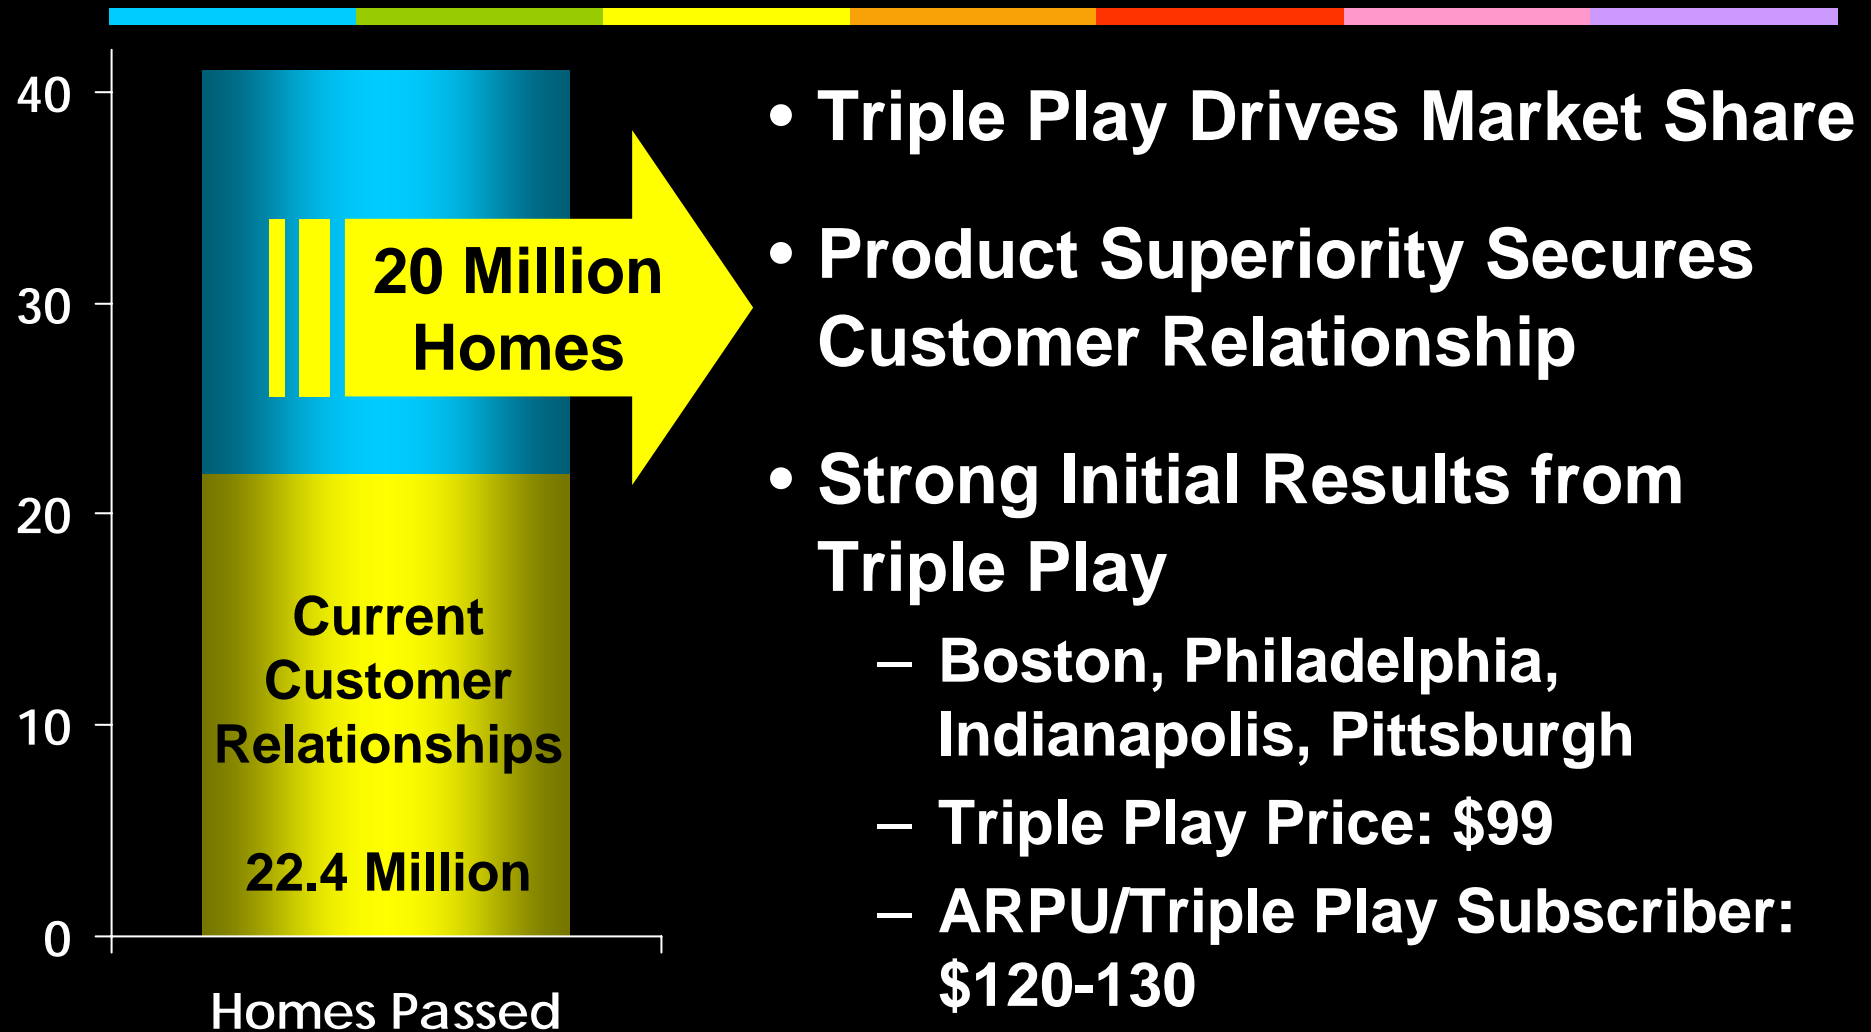 40
30
20
10
0
20 Million
Homes
Current
Customer
Relationships
22.4 Million
Homes Passed
• Triple Play Drives Market Share
• Product Superiority Secures
Customer Relationship
• Strong Initial Results from
Triple Play
– Boston, Philadelphia,
Indianapolis, Pittsburgh
– Triple Play Price: $99
– ARPU/Triple Play Subscriber:
$120-130